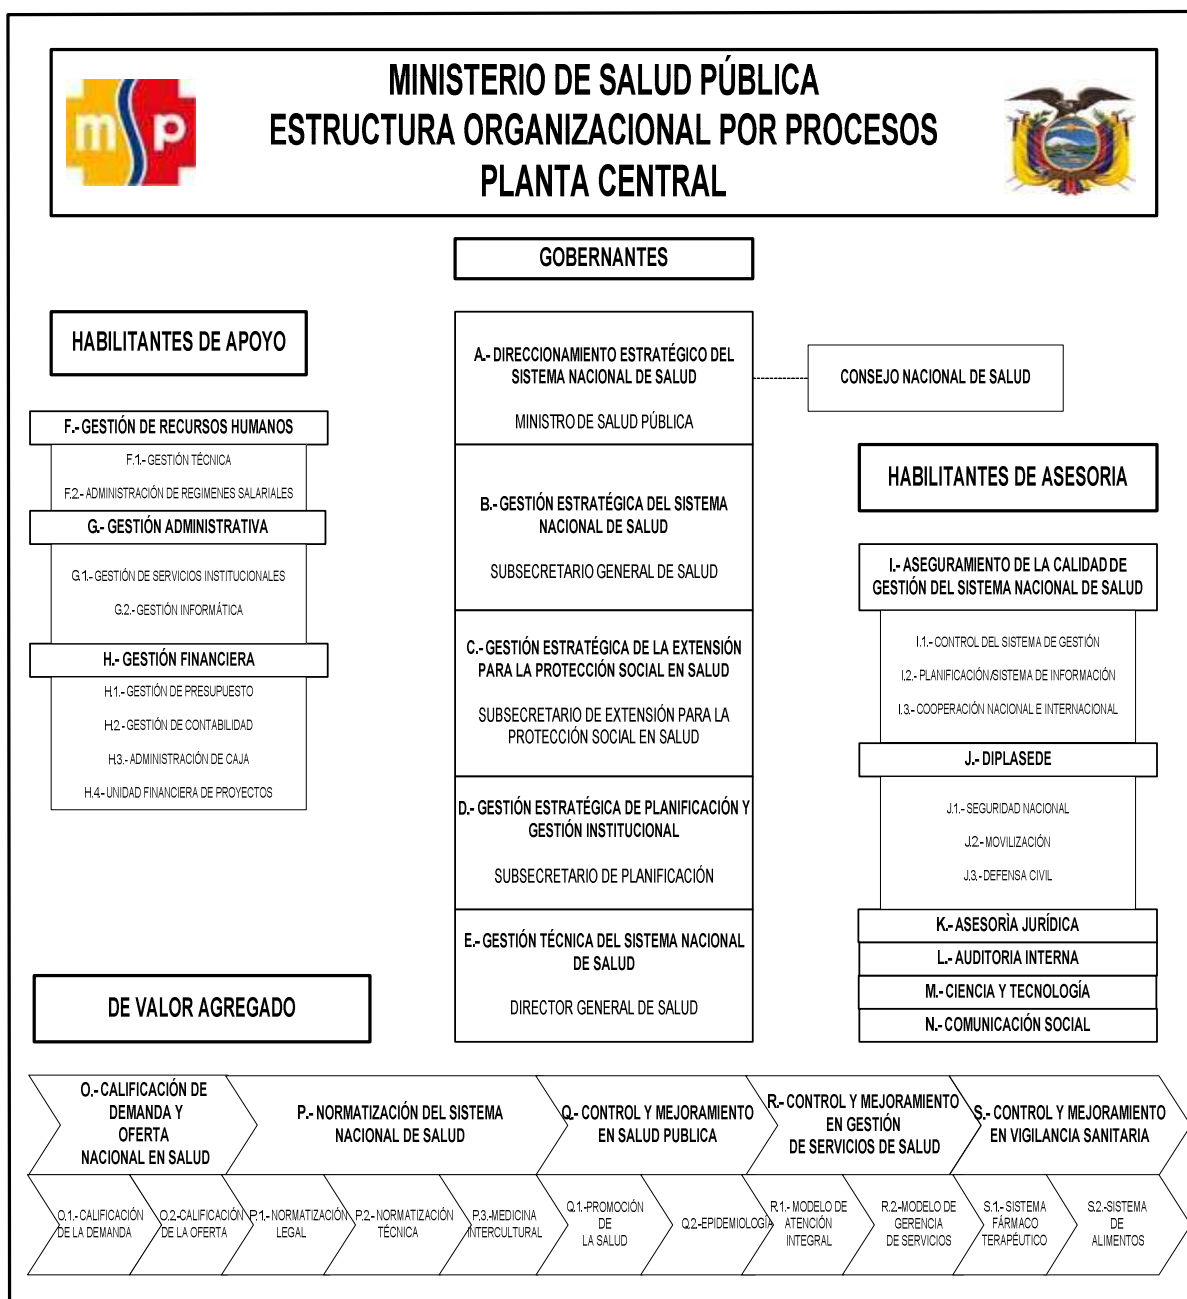 MINISTERIO DE SALUD PÚBLICA
ESTRUCTURA ORGANIZACIONAL POR PROCESOS
PLANTA CENTRAL
msp
GOBERNANTES
HABILITANTES DE APOYO
F.- GESTIÓN DE RECURSOS HUMANOS
F.1.- GESTIÓN TÉCNICA
F.2.- ADMINISTRACIÓN DE REGIMENES SALARIALES
G.- GESTIÓN ADMINISTRATIVA
G.1.- GESTIÓN DE SERVICIOS INSTITUCIONALES
G.2.- GESTIÓN INFORMÁTICA
H.- GESTIÓN FINANCIERA
H.1.- GESTIÓN DE PRESUPUESTO
H.2.- GESTIÓN DE CONTABILIDAD
H.3.- ADMINISTRACIÓN DE CAJA
H.4.- UNIDAD FINANCIERA DE PROYECTOS
A.- DIRECCIONAMIENTO ESTRATÉGICO DEL
SISTEMA NACIONAL DE SALUD
MINISTRO DE SALUD PÚBLICA
B.- GESTIÓN ESTRATÉGICA DEL SISTEMA
NACIONAL DE SALUD
SUBSECRETARIO GENERAL DE SALUD
C.- GESTIÓN ESTRATÉGICA DE LA EXTENSIÓN
PARA LA PROTECCIÓN SOCIAL EN SALUD
SUBSECRETARIO DE EXTENSIÓN PARA LA
PROTECCIÓN SOCIAL EN SALUD
D.- GESTIÓN ESTRATÉGICA DE PLANIFICACIÓN Y
GESTIÓN INSTITUCIONAL
SUBSECRETARIO DE PLANIFICACIÓN
E.- GESTIÓN TÉCNICA DEL SISTEMA NACIONAL
DE SALUD
DIRECTOR GENERAL DE SALUD
CONSEJO NACIONAL DE SALUD
HABILITANTES DE ASESORIA
I.- ASEGURAMIENTO DE LA CALIDAD DE
GESTIÓN DEL SISTEMA NACIONAL DE SALUD
I.1.- CONTROL DEL SISTEMA DE GESTIÓN
I.2.- PLANIFICACIÓN/SISTEMA DE INFORMACIÓN
I.3.- COOPERACIÓN NACIONAL E INTERNACIONAL
J.- DIPLASEDE
J.1.- SEGURIDAD NACIONAL
J.2.- MOVILIZACIÓN
J.3.- DEFENSA CIVIL
K.- ASESORÌA JURÍDICA
L.- AUDITORIA INTERNA
M.- CIENCIA Y TECNOLOGÍA
N.- COMUNICACIÓN SOCIAL
DE VALOR AGREGADO
O.- CALIFICACIÓN DE
DEMANDA Y
OFERTA
NACIONAL EN SALUD
P.- NORMATIZACIÓN DEL SISTEMA
NACIONAL DE SALUD
Q.- CONTROL Y MEJORAMIENTO
EN SALUD PUBLICA
R.- CONTROL Y MEJORAMIENTO
EN GESTIÓN
DE SERVICIOS DE SALUD
S.- CONTROL Y MEJORAMIENTO
EN VIGILANCIA SANITARIA
O.1.- CALIFICACIÓN
DE LA DEMANDA
O.2.-CALIFICACIÓN
DE LA OFERTA
P.1.- NORMATIZACIÓN
LEGAL
P.2.- NORMATIZACIÓN
TÉCNICA
P.3.-MEDICINA
INTERCULTURAL
Q.1.-PROMOCIÓN
DE
LA SALUD
Q.2.-EPIDEMIOLOGÍA
R.1.- MODELO DE
ATENCIÓN
INTEGRAL
R.2.-MODELO DE
GERENCIA
DE SERVICIOS
S.1.- SISTEMA
FÁRMACO
TERAPÉUTICO
S.2.-SISTEMA
DE
ALIMENTOS